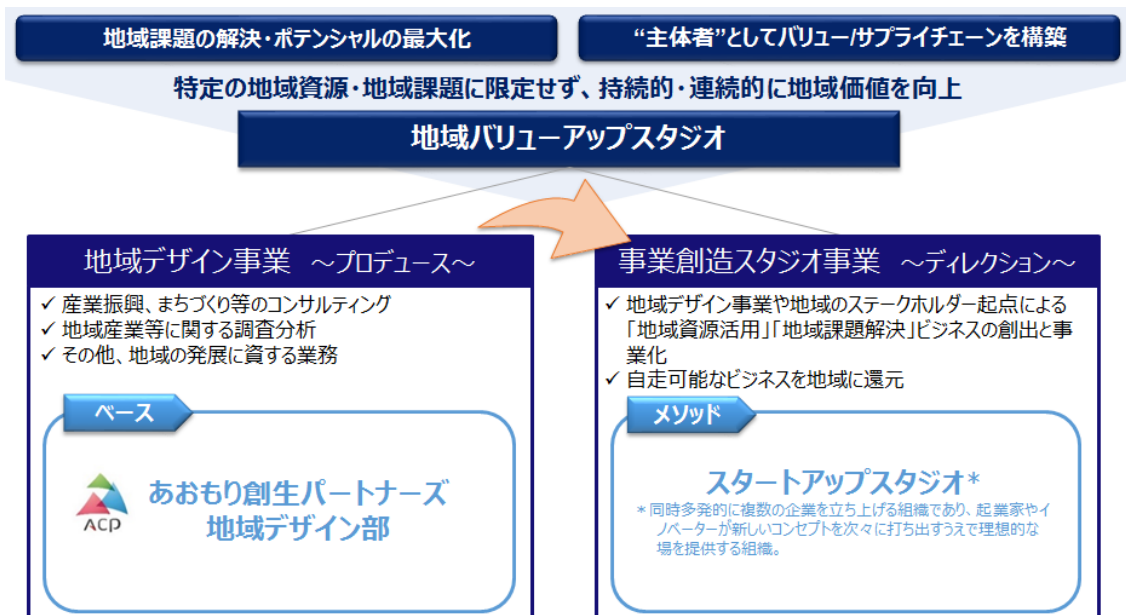 地域課題の解決・ポテンシャルの最大化
“主体者”としてバリュー/サプライチェーンを構築
特定の地域資源・地域課題に限定せず、持続的・連続的に地域価値を向上
地域バリューアップスタジオ
地域デザイン事業 ～プロデュース～
✓ 産業振興、まちづくり等のコンサルティング
✓ 地域産業等に関する調査分析
✓ その他、地域の発展に資する業務
ベース
ACP
あおもり創生パートナーズ
地域デザイン部
事業創造スタジオ事業 ～ディレクション～
✓ 地域デザイン事業や地域のステークホルダー起点による
「地域資源活用」「地域課題解決」ビジネスの創出と事
業化
✓ 自走可能なビジネスを地域に還元
メソッド
スタートアップスタジオ*
*同時多発的に複数の企業を立ち上げる組織であり、起業家やイ
ノベーターが新しいコンセプトを次々に打ち出すうえで理想的な
場を提供する組織。